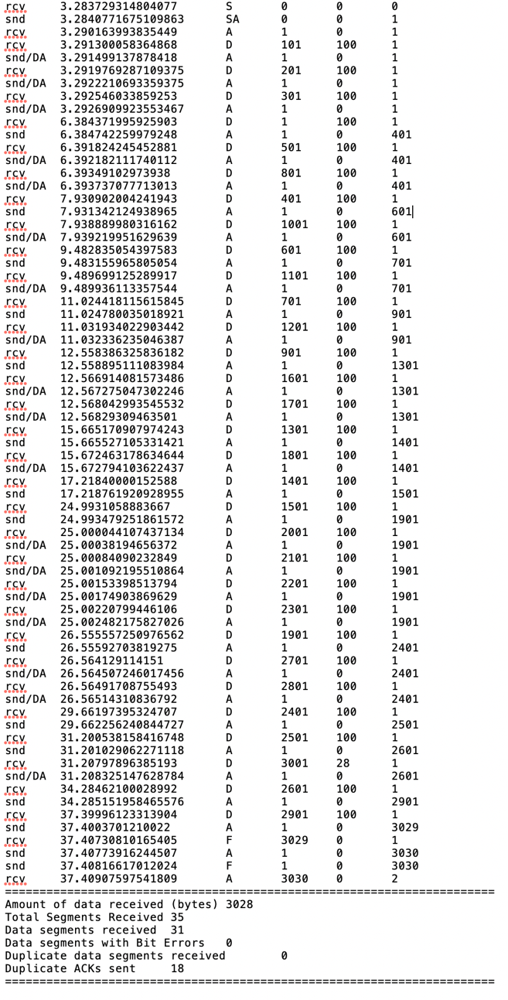 rcv 3.283729314804077 S 0 0 0
snd 3.2840771675109863 SA 0 0 1
rcv 3.290163993835449 A 1 0 1
rcv 3.291300058364868 D 101 100 1
snd/DA 3.291499137878418 A 1 0 1
rcv 3.2919769287109375 D 201 100 1
snd/DA 3.2922210693359375 A 1 0 1
rcv 3.292546033859253 D 301 100 1
snd/DA 3.2926909923553467 A 1 0 1
rcv 6.384371995925903 D 1 100 1
snd 6.384742259979248 A 1 0 401
rcv 6.391824245452881 D 501 100 1
snd/DA 6.392182111740112 A 1 0 401
rcv 6.39349102973938 D 801 100 1
snd/DA 6.393737077713013 A 1 0 401
rcv 7.930902004241943 D 401 100 1
snd 7.931342124938965 A 1 0 601
rcv 7.938889980316162 D 1001 100 1
snd/DA 7.939219951629639 A 1 0 601
rcv 9.482835054397583 D 601 100 1
snd 9.483155965805054 A 1 0 701
rcv 9.489699125289917 D 1101 100 1
snd/DA 9.489936113357544 A 1 0 701
rcv 11.024418115615845 D 701 100 1
snd 11.024780035018921 A 1 0 901
rcv 11.031934022903442 D 1201 100 1
snd/DA 11.032336235046387 A 1 0 901
rcv 12.558386325836182 D 901 100 1
snd 12.558895111083984 A 1 0 1301
rcv 12.566914081573486 D 1601 100 1
snd/DA 12.567275047302246 A 1 0 1301
rcv 12.568042993545532 D 1701 100 1
snd/DA 12.56829309463501 A 1 0 1301
rcv 15.665170907974243 D 1301 100 1
snd 15.665527105331421 A 1 0 1401
rcv 15.672463178634644 D 1801 100 1
snd/DA 15.672794103622437 A 1 0 1401
rcv 17.21840000152588 D 1401 100 1
snd 17.218761920928955 A 1 0 1501
rcv 24.9931058883667 D 1501 100 1
snd 24.993479251861572 A 1 0 1901
rcv 25.000044107437134 D 2001 100 1
snd/DA 25.00038194656372 A 1 0 1901
rcv 25.00084090232849 D 2101 100 1
snd/DA 25.001092195510864 A 1 0 1901
rcv 25.00153398513794 D 2201 100 1
snd/DA 25.00174903869629 A 1 0 1901
rcv 25.00220799446106 D 2301 100 1
snd/DA 25.002482175827026 A 1 0 1901
rcv 26.555557250976562 D 1901 100 1
snd 26.55592703819275 A 1 0 2401
rcv 26.564129114151 D 2701 100 1
snd/DA 26.564507246017456 A 1 0 2401
rcv 26.56491708755493 D 2801 100 1
snd/DA 26.56514310836792 A 1 0 2401
rcv 29.66197395324707 D 2401 100 1
snd 29.662256240844727 A 1 0 2501
rcv 31.200538158416748 D 2501 100 1
snd 31.201029062271118 A 1 0 2601
rcv 31.20797896385193 D 3001 28 1
snd/DA 31.208325147628784 A 1 0 2601
rcv 34.28462100028992 D 2601 100 1
snd 34.285151958465576 A 1 0 2901
rcv 37.39996123313904 D 2901 100 1
snd 37.4003701210022 A 1 0 3029
rcv 37.40730810165405 F 3029 0 1
snd 37.40773916244507 A 1 0 3030
snd 37.40816617012024 F 1 0 3030
rcv 37.40907597541809 A 3030 0 2
=======================================================================
Amount of data received (bytes) 3028
Total Segments Received 35
Data segments received 31
Data segments with Bit Errors 0
Duplicate data segments received 0
Duplicate ACKs sent 18
=======================================================================